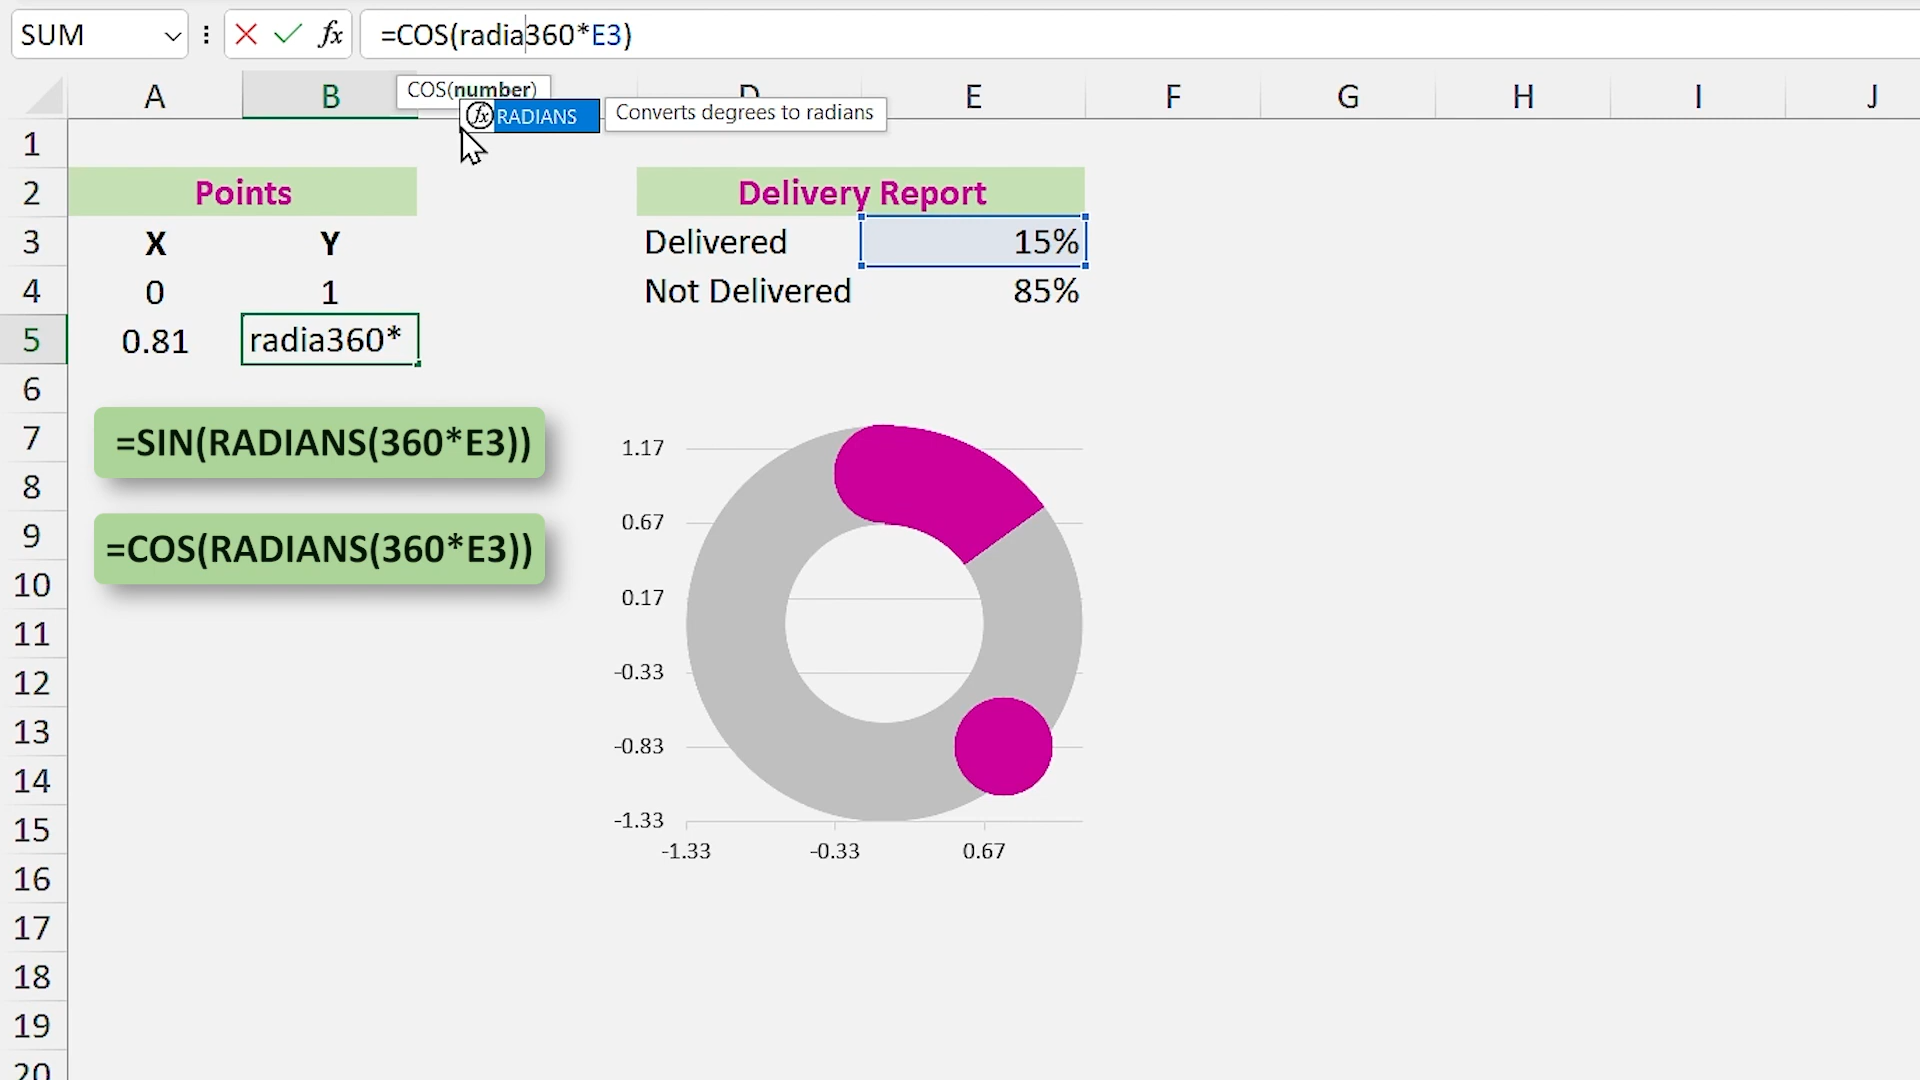 SUM
fx
=COS(radia360*E3)
COS(number)
fx RADIANS
Converts degrees to radians
A B D E F G H I J
1
2 Points Delivery Report
3 X Y Delivered 15%
4 0 1 Not Delivered 85%
5 0.81 radia360*
6
7 =SIN(RADIANS(360*E3))
8
9 =COS(RADIANS(360*E3))
10
11
12
13
14
15
16
17
18
19
20
1.17
0.67
0.17
-0.33
-0.83
-1.33
-1.33 -0.33 0.67